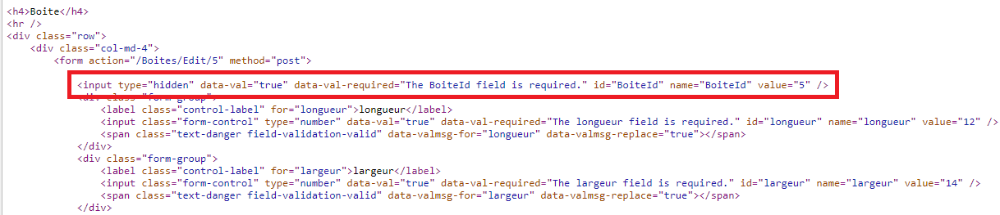 <h4>Boite</h4>
<hr />
<div class="row">
<div class="col-md-4">
<form action="/Boites/Edit/5" method="post">
<input type="hidden" data-val="true" data-val-required="The BoiteId field is required." id="BoiteId" name="BoiteId" value="5" />
<div class="form-group">
<label class="control-label" for="longueur">longueur</label>
<input class="form-control" type="number" data-val="true" data-val-required="The longueur field is required." id="longueur" name="longueur" value="12" />
<span class="text-danger field-validation-valid" data-valmsg-for="longueur" data-valmsg-replace="true"></span>
</div>
<div class="form-group">
<label class="control-label" for="largeur">largeur</label>
<input class="form-control" type="number" data-val="true" data-val-required="The largeur field is required." id="largeur" name="largeur" value="14" />
<span class="text-danger field-validation-valid" data-valmsg-for="largeur" data-valmsg-replace="true"></span>
</div>